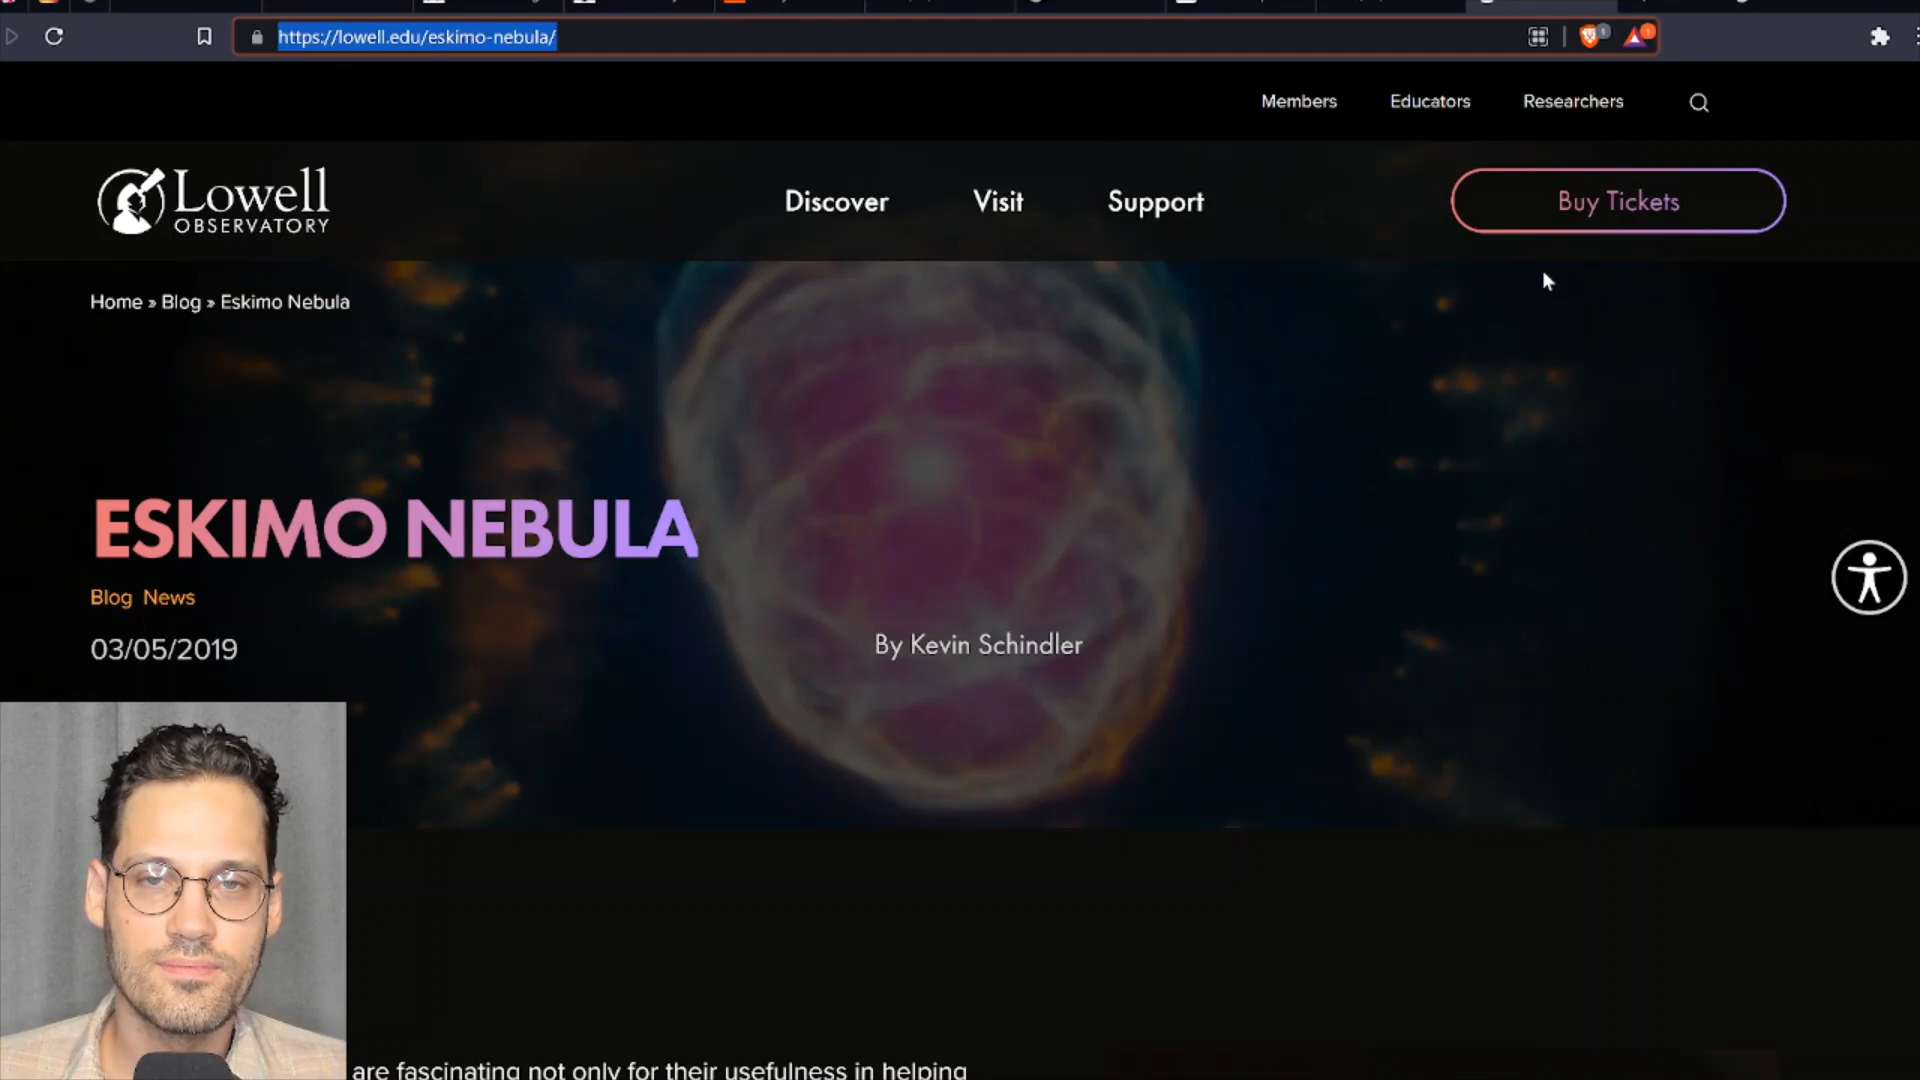 https://lowell.edu/eskimo-nebula/
1
1
Members Educators Researchers
Lowell
OBSERVATORY
Discover Visit Support
Buy Tickets
Home » Blog » Eskimo Nebula
ESKIMO NEBULA
Blog News
03/05/2019
By Kevin Schindler
are fascinating not only for their usefulness in helping